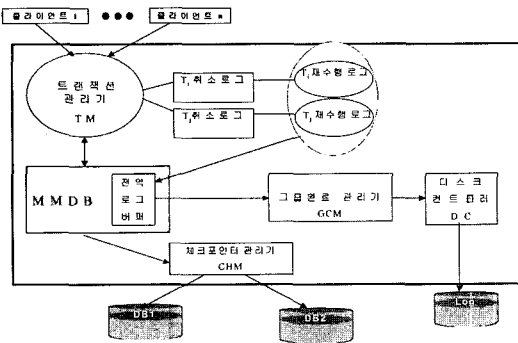 클라이언트 1 ●●● 클라이언트 n
트랜잭션
관리기
TM
Ti 취소로그
Ti 재수행로그
Tj 취소로그
Tj 재수행로그
MMDB
전역
로그
버퍼
그룹완료 관리기
GCM
디스크
컨트롤러
DC
체크포인터 관리기
CHM
DB1
DB2
Log